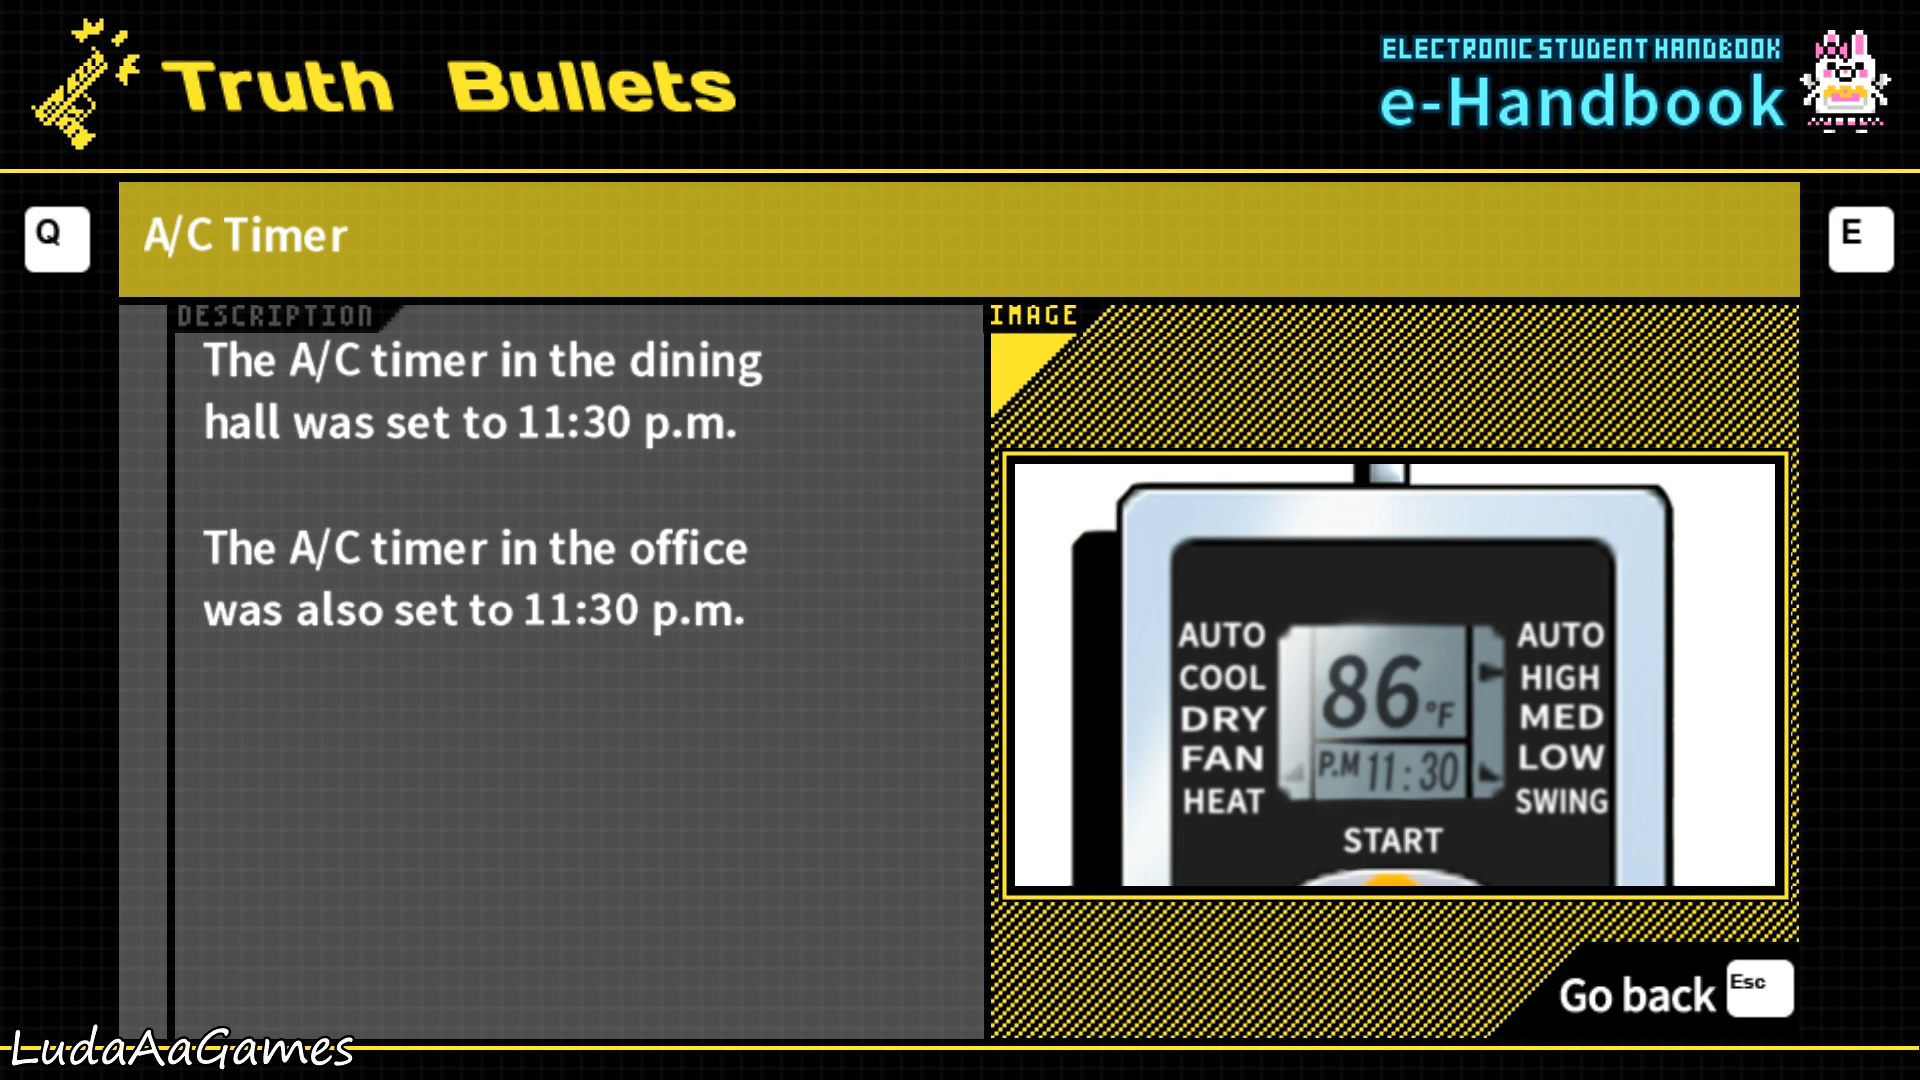 Truth Bullets
ELECTRONIC STUDENT HANDBOOK
e-Handbook
Q
A/C Timer
E
DESCRIPTION
The A/C timer in the dining
hall was set to 11:30 p.m.
The A/C timer in the office
was also set to 11:30 p.m.
IMAGE
AUTO
COOL
DRY
FAN
HEAT
86°F
P.M 11:30
AUTO
HIGH
MED
LOW
SWING
START
Go back Esc
LudaAaGames